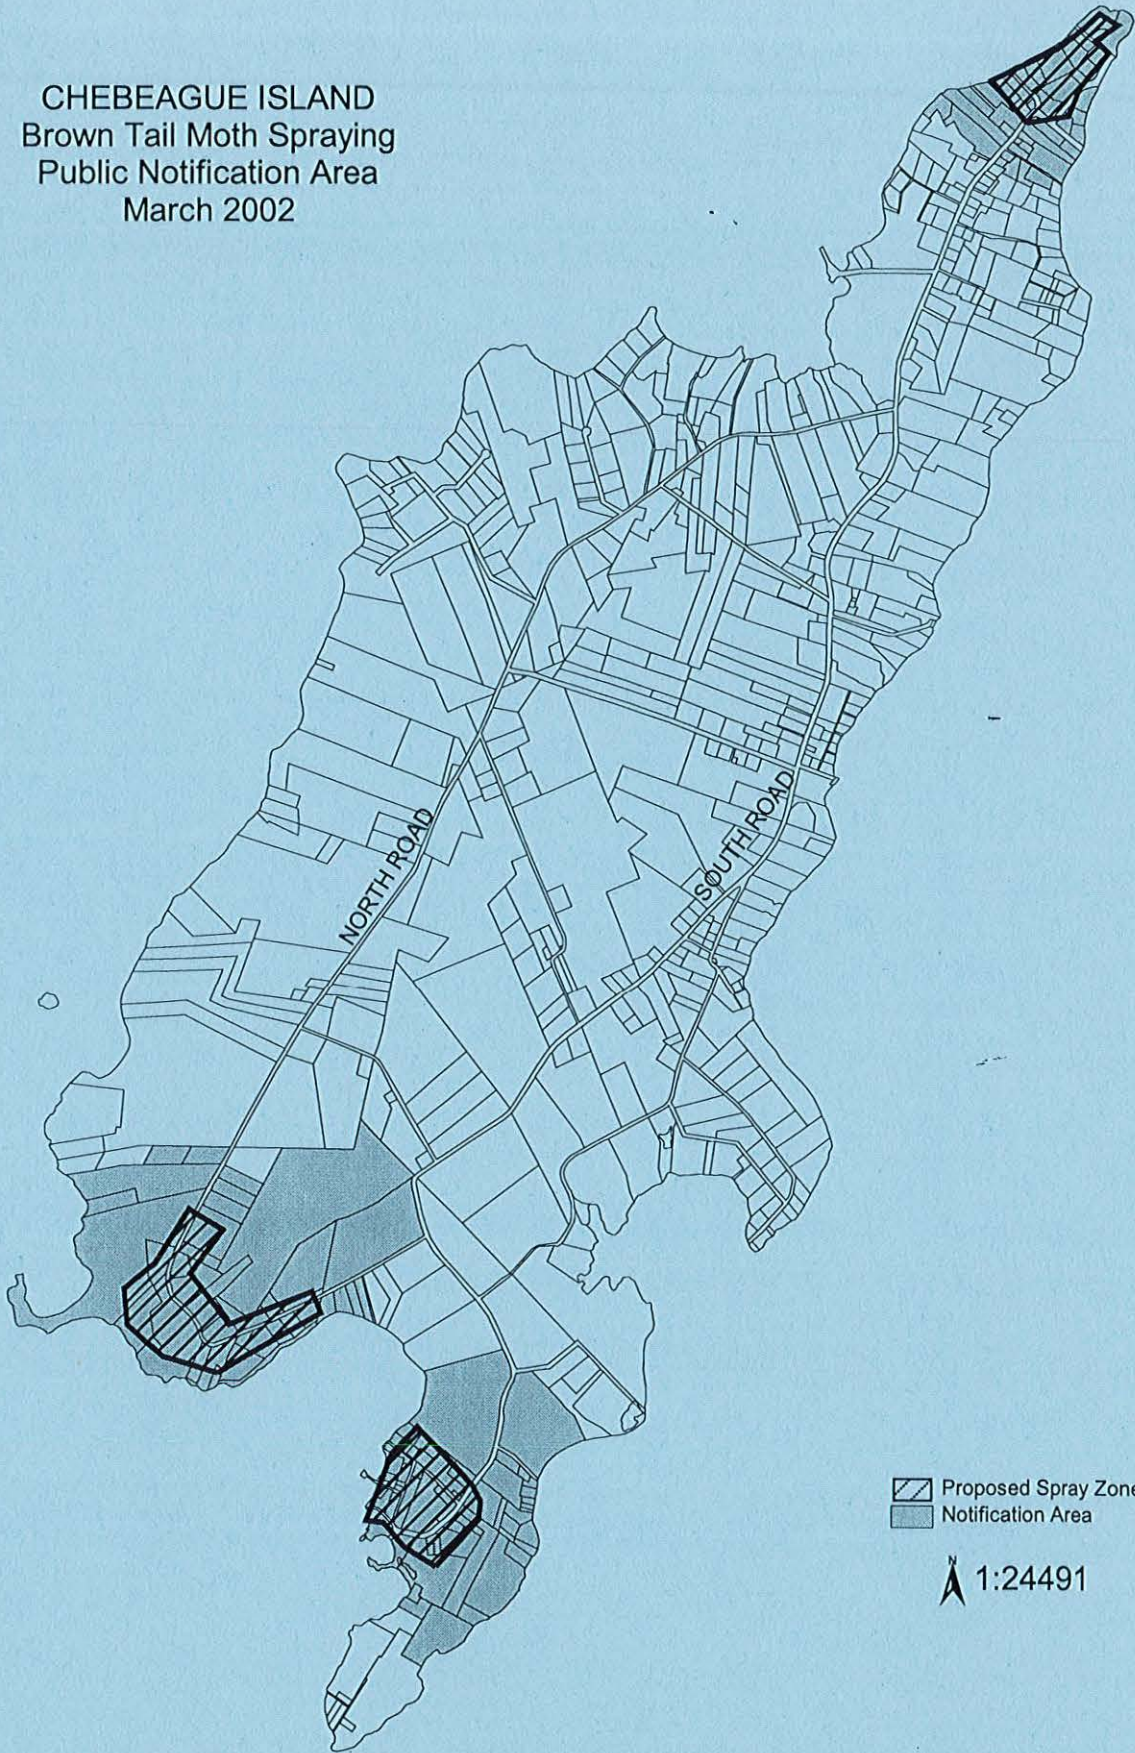 CHEBEAGUE ISLAND
Brown Tail Moth Spraying
Public Notification Area
March 2002
NORTH ROAD
SOUTH ROAD
Proposed Spray Zone
Notification Area
N
1:24491